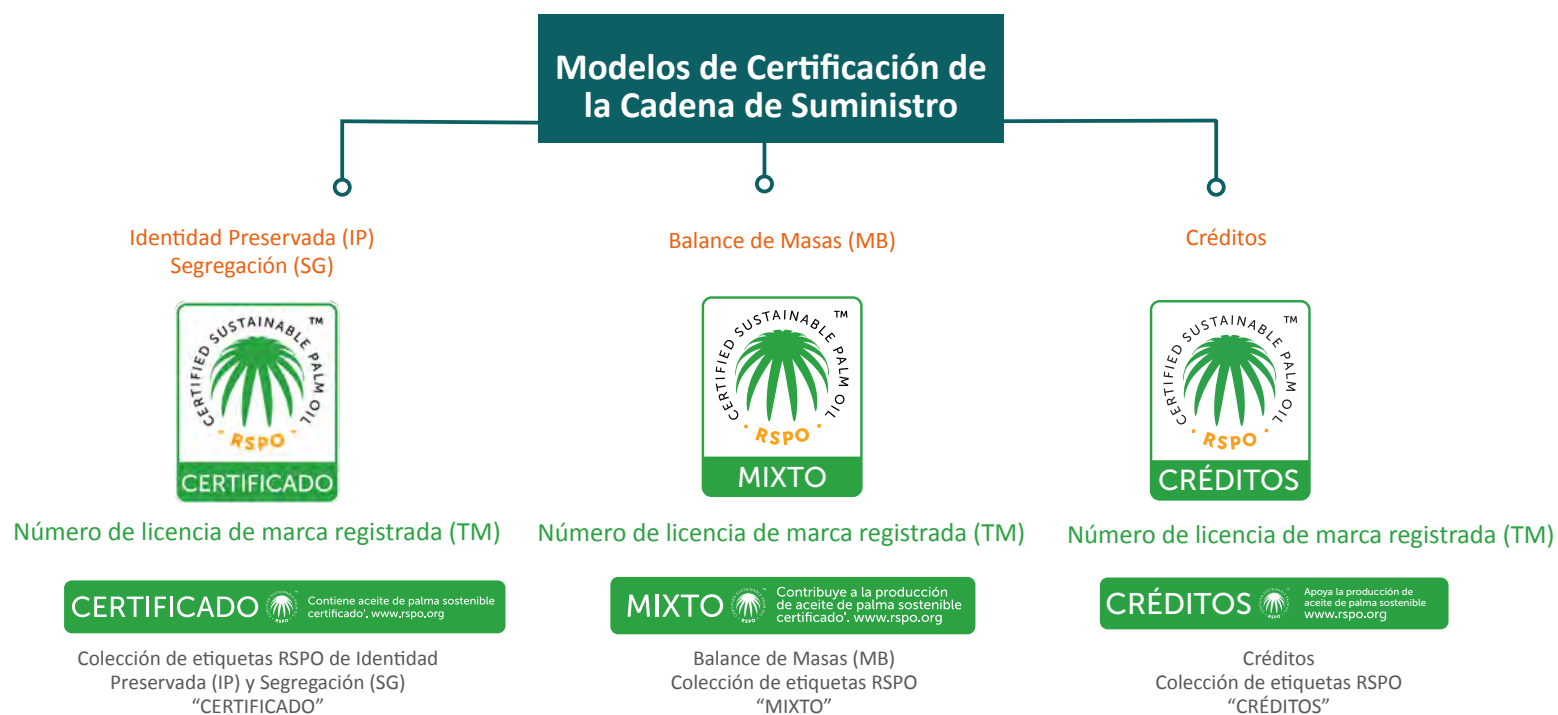 Modelos de Certificación de
la Cadena de Suministro
Identidad Preservada (IP)
Segregación (SG)
CERTIFIED SUSTAINABLE PALM OIL TM
RSPO
CERTIFICADO
Número de licencia de marca registrada (TM)
CERTIFICADO
Contiene aceite de palma sostenible
certificado'. www.rspo.org
Colección de etiquetas RSPO de Identidad
Preservada (IP) y Segregación (SG)
“CERTIFICADO”
Balance de Masas (MB)
CERTIFIED SUSTAINABLE PALM OIL TM
RSPO
MIXTO
Número de licencia de marca registrada (TM)
MIXTO
Contribuye a la producción
de aceite de palma sostenible
certificado'. www.rspo.org
Balance de Masas (MB)
Colección de etiquetas RSPO
“MIXTO”
Créditos
CERTIFIED SUSTAINABLE PALM OIL TM
RSPO
CRÉDITOS
Número de licencia de marca registrada (TM)
CRÉDITOS
Apoya la producción de
aceite de palma sostenible
www.rspo.org
Créditos
Colección de etiquetas RSPO
“CRÉDITOS”